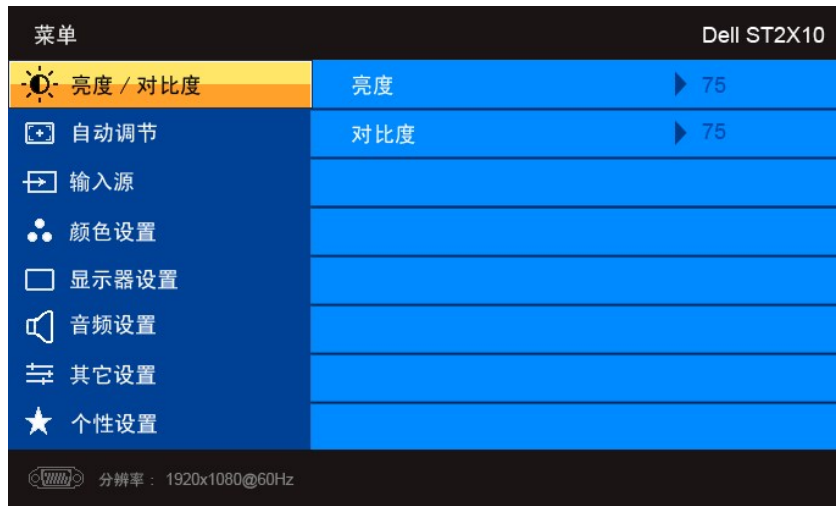 菜单 Dell ST2X10
亮度 / 对比度 亮度 75
自动调节 对比度 75
输入源
颜色设置
显示器设置
音频设置
其它设置
个性设置
分辨率： 1920x1080@60Hz